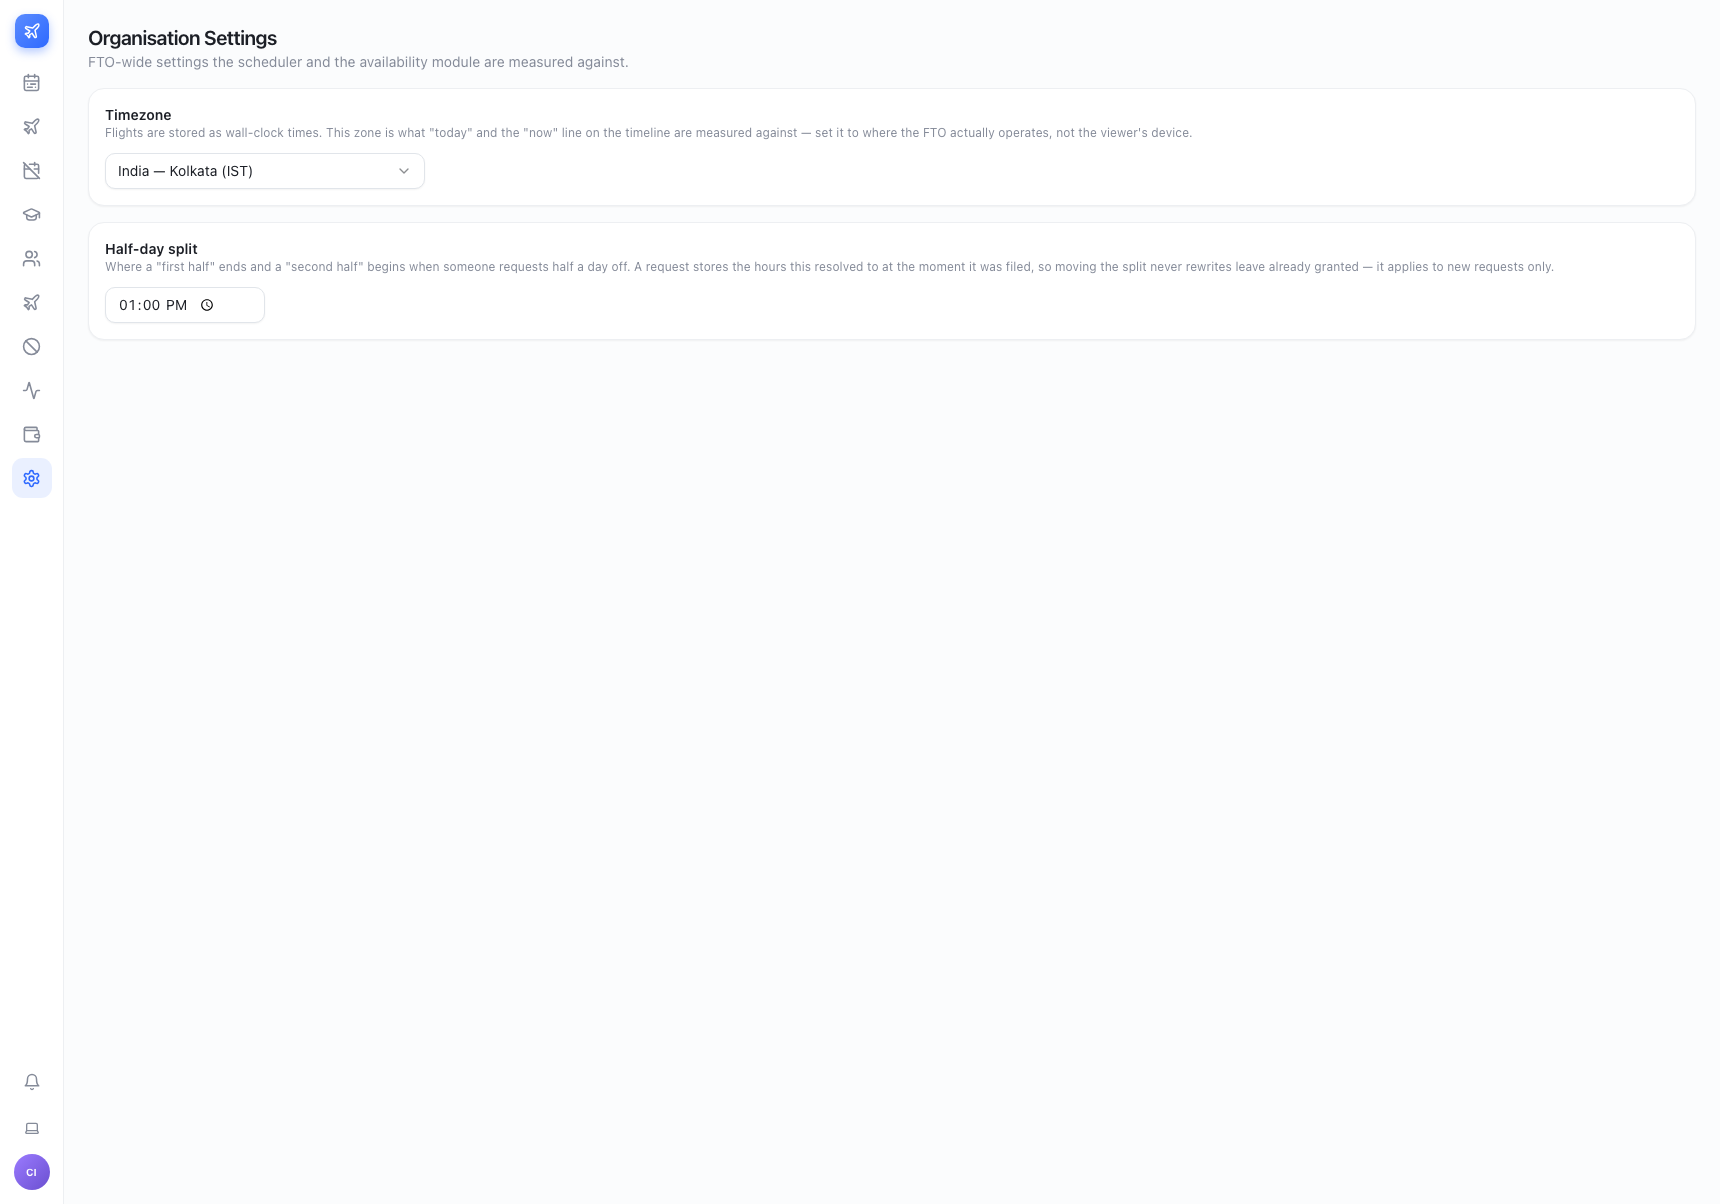 Organisation Settings
FTO-wide settings the scheduler and the availability module are measured against.
Timezone
Flights are stored as wall-clock times. This zone is what "today" and the "now" line on the timeline are measured against — set it to where the FTO actually operates, not the viewer's device.
India — Kolkata (IST)
Half-day split
Where a "first half" ends and a "second half" begins when someone requests half a day off. A request stores the hours this resolved to at the moment it was filed, so moving the split never rewrites leave already granted — it applies to new requests only.
01:00 PM
CI